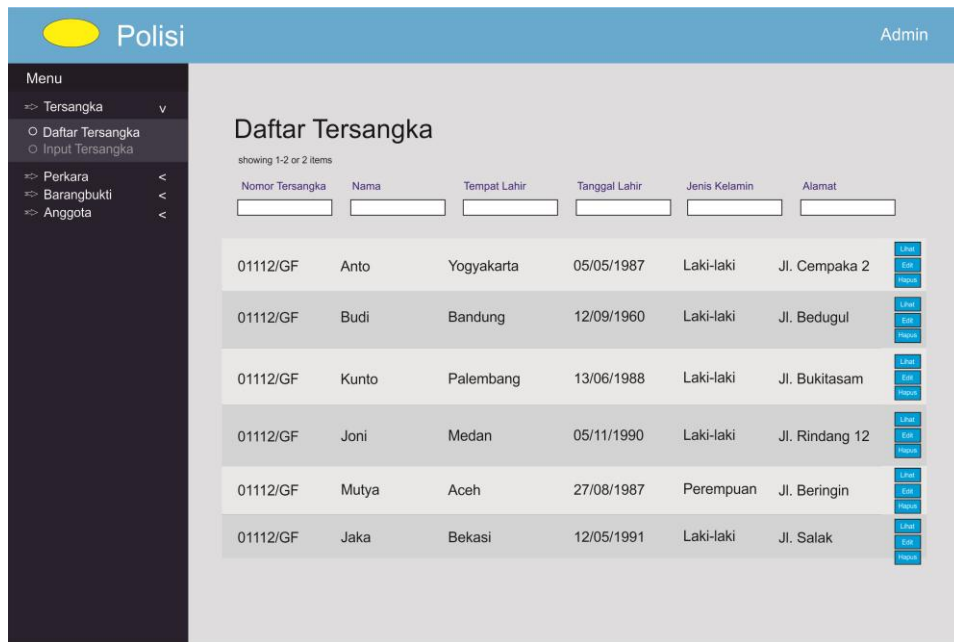 Polisi
Admin
Menu
Tersangka v
Daftar Tersangka
Input Tersangka
Perkara <
Barangbukti <
Anggota <
Daftar Tersangka
showing 1-2 or 2 items
Nomor Tersangka Nama Tempat Lahir Tanggal Lahir Jenis Kelamin Alamat
01112/GF Anto Yogyakarta 05/05/1987 Laki-laki Jl. Cempaka 2
Lihat
Edit
Hapus
01112/GF Budi Bandung 12/09/1960 Laki-laki Jl. Bedugul
Lihat
Edit
Hapus
01112/GF Kunto Palembang 13/06/1988 Laki-laki Jl. Bukitasam
Lihat
Edit
Hapus
01112/GF Joni Medan 05/11/1990 Laki-laki Jl. Rindang 12
Lihat
Edit
Hapus
01112/GF Mutya Aceh 27/08/1987 Perempuan Jl. Beringin
Lihat
Edit
Hapus
01112/GF Jaka Bekasi 12/05/1991 Laki-laki Jl. Salak
Lihat
Edit
Hapus